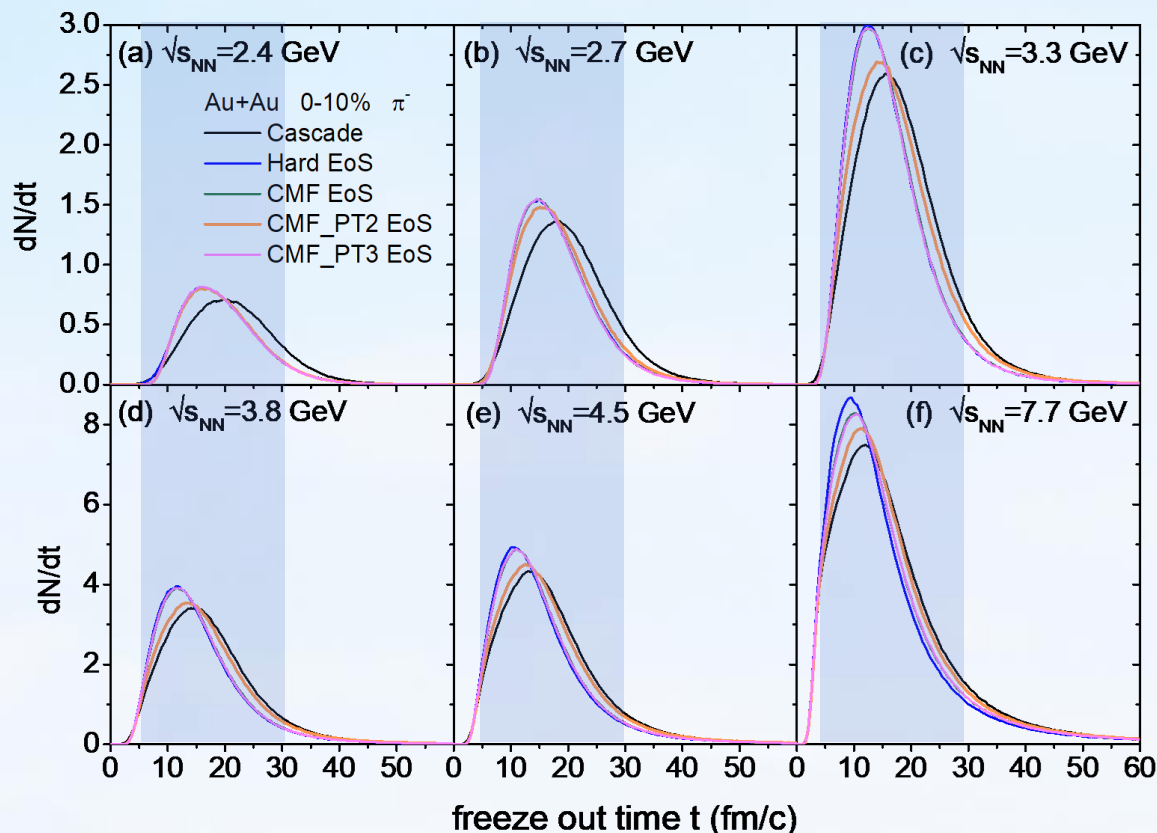 (a) √sNN=2.4 GeV
(b) √sNN=2.7 GeV
(c) √sNN=3.3 GeV
Au+Au 0-10% π-
Cascade
Hard EoS
CMF EoS
CMF_PT2 EoS
CMF_PT3 EoS
dN/dt
3.0
2.5
2.0
1.5
1.0
0.5
0.0
(d) √sNN=3.8 GeV
(e) √sNN=4.5 GeV
(f) √sNN=7.7 GeV
dN/dt
8
6
4
2
0
0 10 20 30 40 50 0 10 20 30 40 50 0 10 20 30 40 50 60
freeze out time t (fm/c)